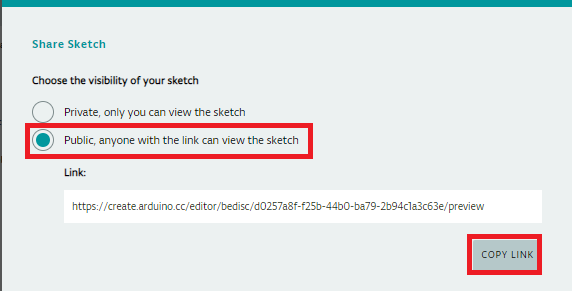 Share Sketch
Choose the visibility of your sketch
Private, only you can view the sketch
Public, anyone with the link can view the sketch
Link:
https://create.arduino.cc/editor/bedisc/d0257a8f-f25b-44b0-ba79-2b94c1a3c63e/preview
COPY LINK